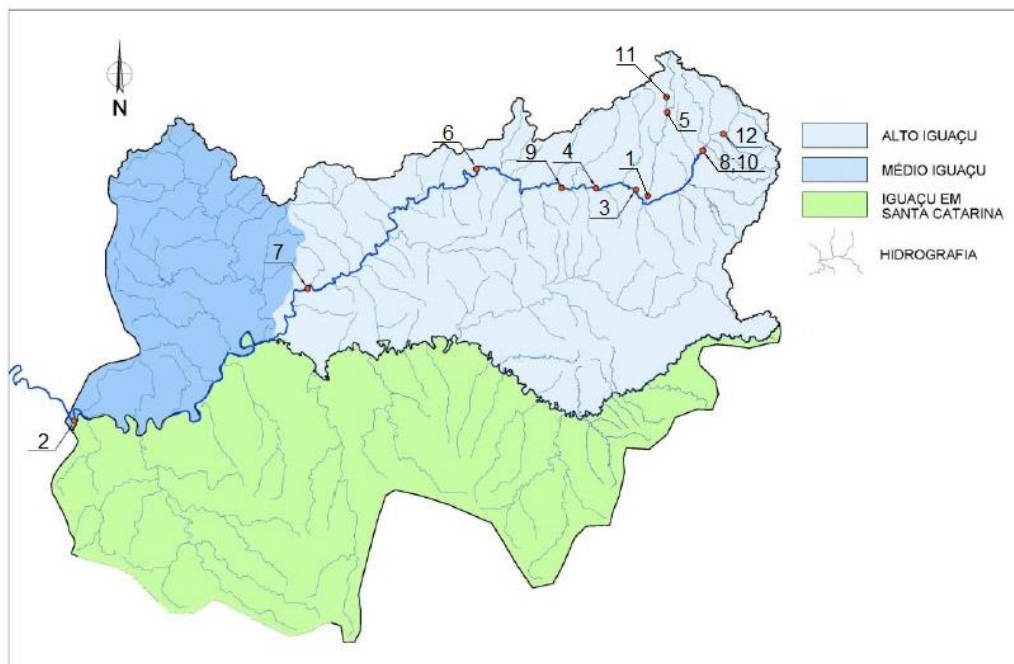 11
5
12
6
9
4
1
8;10
3
N
7
2
ALTO IGUAÇU
MÉDIO IGUAÇU
IGUAÇU EM
SANTA CATARINA
HIDROGRAFIA